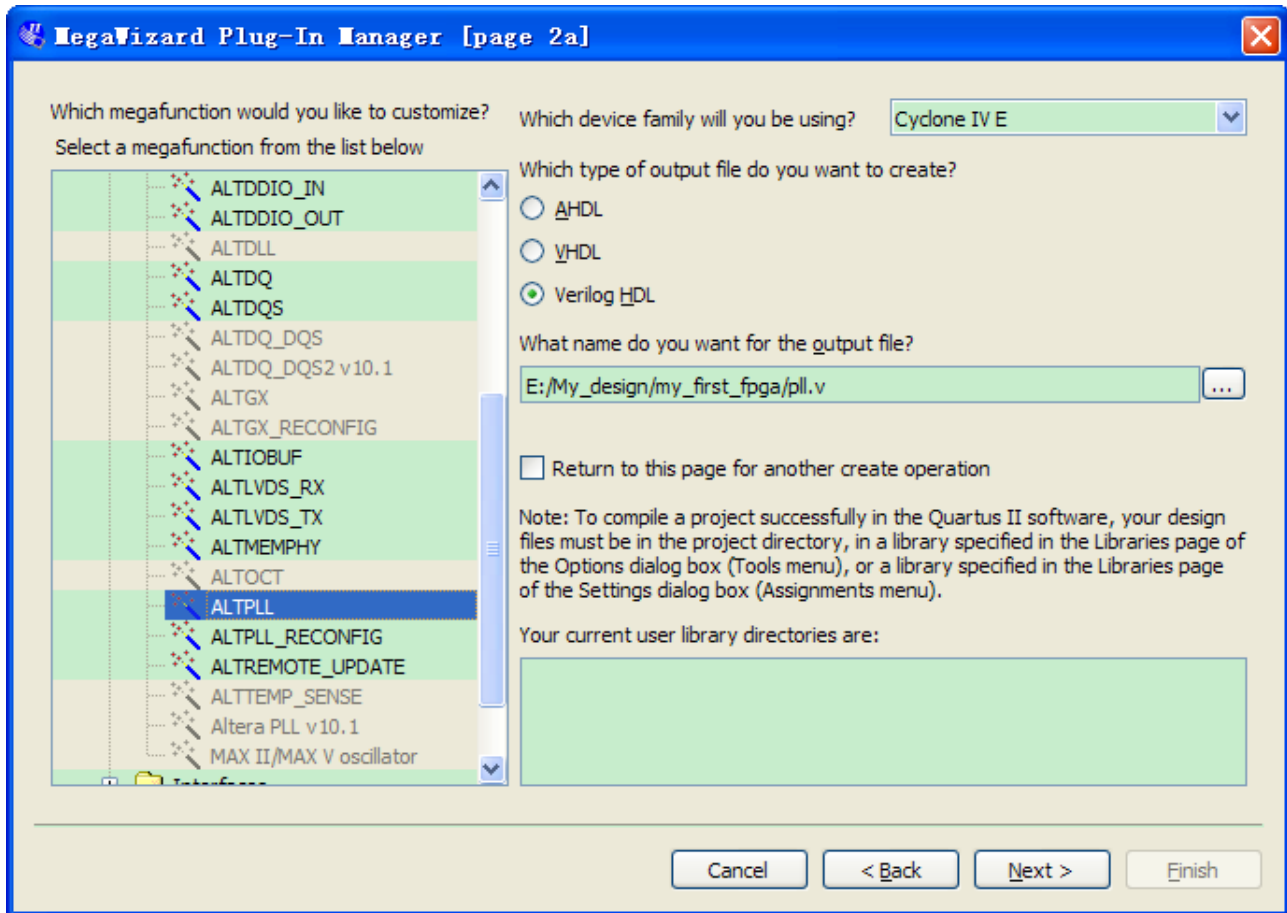 MegaWizard Plug-In Manager [page 2a]
Which megafunction would you like to customize?
Select a megafunction from the list below
ALTDDIO_IN
ALTDDIO_OUT
ALTDLL
ALTDQ
ALTDQS
ALTDQ_DQS
ALTDQ_DQS2 v10.1
ALTGX
ALTGX_RECONFIG
ALTIOBUF
ALTLVDS_RX
ALTLVDS_TX
ALTMEMPHY
ALTOCT
ALTPLL
ALTPLL_RECONFIG
ALTREMOTE_UPDATE
ALTTEMP_SENSE
Altera PLL v10.1
MAX II/MAX V oscillator
Interfaces
Which device family will you be using?
Cyclone IV E
Which type of output file do you want to create?
AHDL
VHDL
Verilog HDL
What name do you want for the output file?
E:/My_design/my_first_fpga/pll.v
...
Return to this page for another create operation
Note: To compile a project successfully in the Quartus II software, your design
files must be in the project directory, in a library specified in the Libraries page of
the Options dialog box (Tools menu), or a library specified in the Libraries page
of the Settings dialog box (Assignments menu).
Your current user library directories are:
Cancel
< Back
Next >
Finish